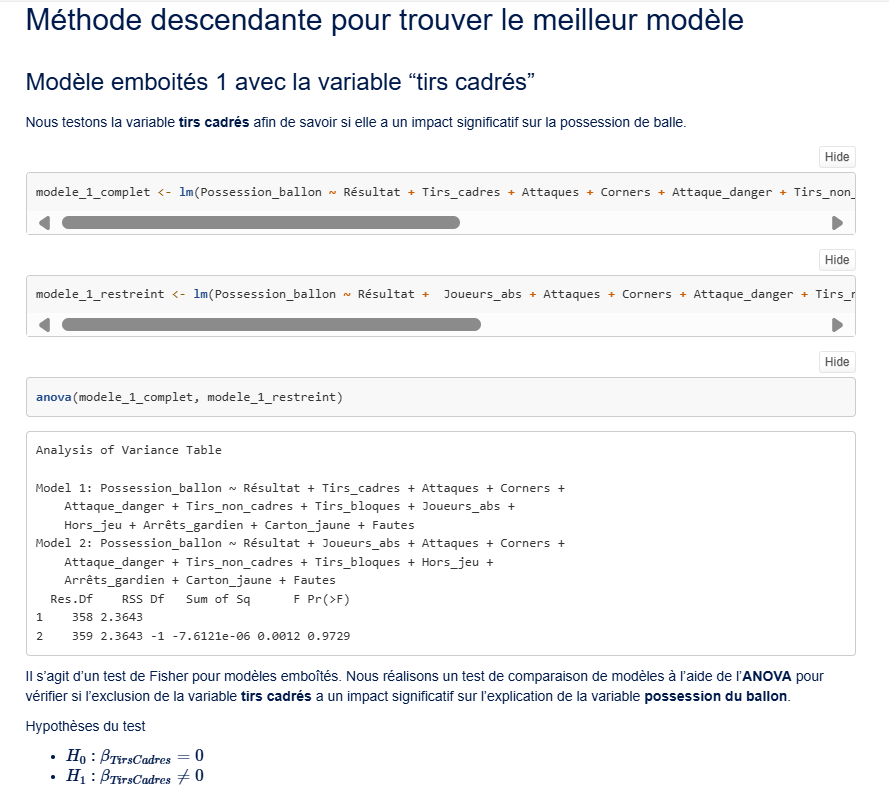 Méthode descendante pour trouver le meilleur modèle
Modèle emboités 1 avec la variable “tirs cadrés”
Nous testons la variable tirs cadrés afin de savoir si elle a un impact significatif sur la possession de balle.
Hide
modele_1_complet <- lm(Possession_ballon ~ Résultat + Tirs_cadres + Attaques + Corners + Attaque_danger + Tirs_non_
Hide
modele_1_restreint <- lm(Possession_ballon ~ Résultat +  Joueurs_abs + Attaques + Corners + Attaque_danger + Tirs_
Hide
anova(modele_1_complet, modele_1_restreint)
Analysis of Variance Table
Model 1: Possession_ballon ~ Résultat + Tirs_cadres + Attaques + Corners +
    Attaque_danger + Tirs_non_cadres + Tirs_bloques + Joueurs_abs +
    Hors_jeu + Arrêts_gardien + Carton_jaune + Fautes
Model 2: Possession_ballon ~ Résultat + Joueurs_abs + Attaques + Corners +
    Attaque_danger + Tirs_non_cadres + Tirs_bloques + Hors_jeu +
    Arrêts_gardien + Carton_jaune + Fautes
  Res.Df    RSS Df   Sum of Sq      F Pr(>F)
1    358 2.3643
2    359 2.3643 -1 -7.6121e-06 0.0012 0.9729
Il s’agit d’un test de Fisher pour modèles emboîtés. Nous réalisons un test de comparaison de modèles à l’aide de l’ANOVA pour
vérifier si l’exclusion de la variable tirs cadrés a un impact significatif sur l’explication de la variable possession du ballon.
Hypothèses du test
• H₀ : β_TirsCadres = 0
• H₁ : β_TirsCadres ≠ 0